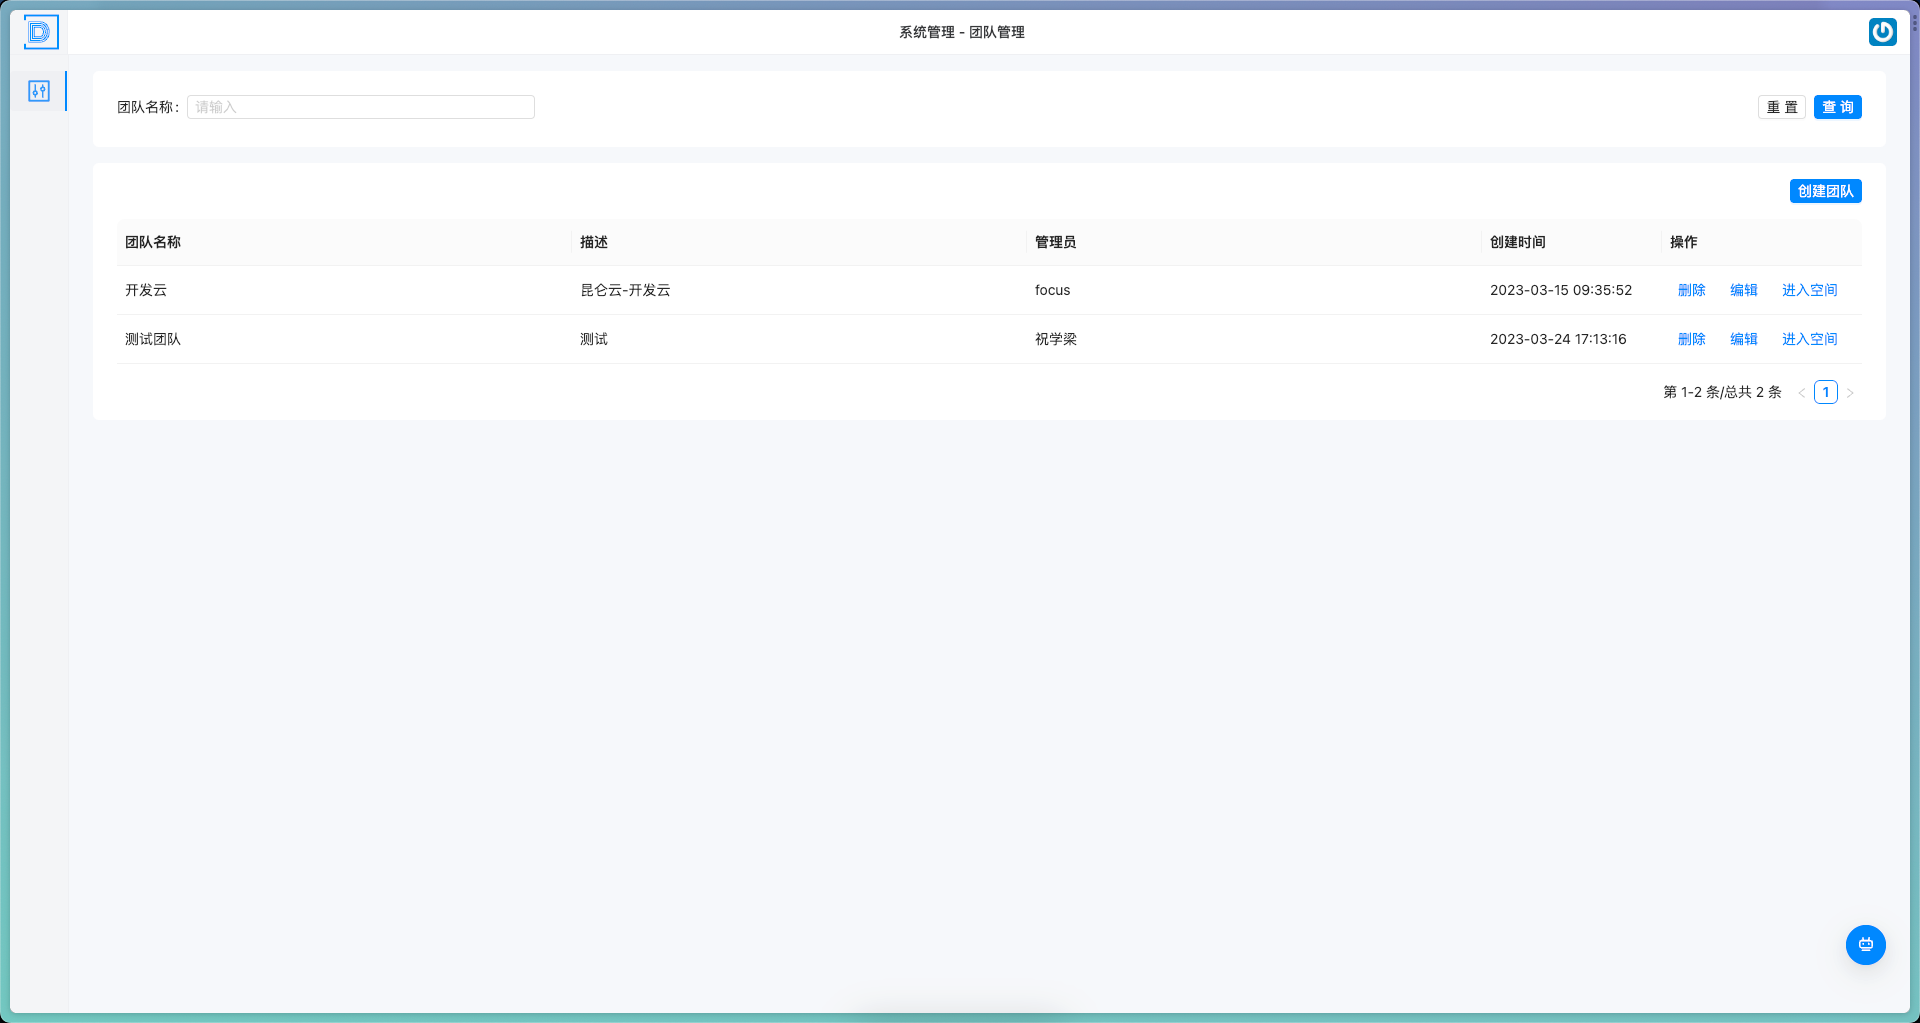 系统管理 - 团队管理
团队名称： 请输入 重 置 查 询
创建团队
团队名称 描述 管理员 创建时间 操作
开发云 昆仑云-开发云 focus 2023-03-15 09:35:52 删除 编辑 进入空间
测试团队 测试 祝学梁 2023-03-24 17:13:16 删除 编辑 进入空间
第 1-2 条/总共 2 条 < 1 >